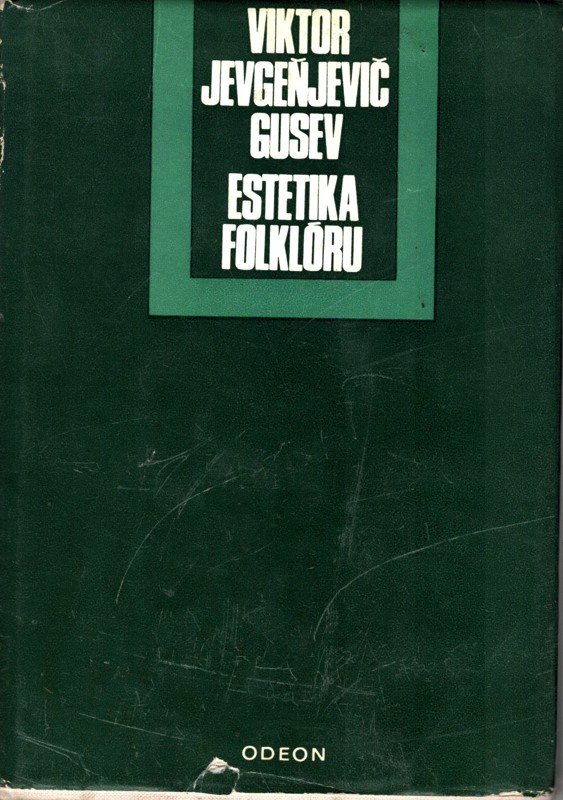 VIKTOR
JEVGEŇJEVIČ
GUSEV
ESTETIKA
FOLKLÓRU
ODEON